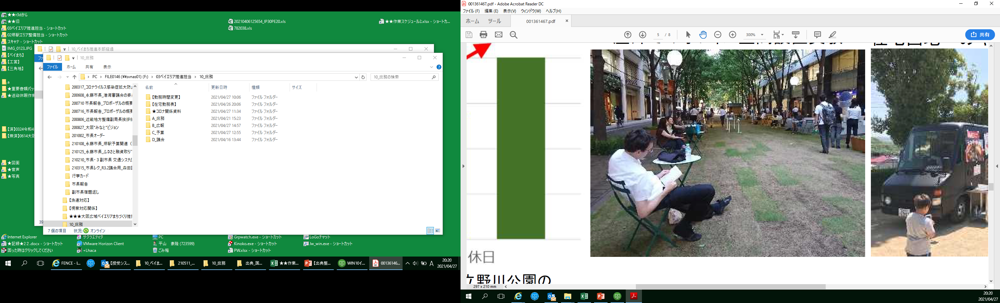 ★★r3dから
★★旧
03ベイエリア推進担当 - ショートカット
02堺駅エリア整備担当 - ショートカット
スキャナ - ショートカット
IMG_0123.JPG
【ベイまち】
【工営】
【三角地】
a
★重要書類バッ
★送迎休暇作業
【済】0324令和4
【無済】0614大阪
★図面
★音声
★写真
20210406125654_IP30PE20.xls
782038.xls
★★作業スケジュール2.xlsx - ショートカ...
10_ベイまち推進本部経過
ファ
39
10_庶務
ファイル ホーム 共有 表示
PC › FILE0146 (¥¥svnas01) (F:) › 03ベイエリア推進担当 › 10_庶務
10_庶務の検索
200317_コロナウイルス感染症拡大防止
200608_永藤市長_港湾審議会の委員
200710 市長報告_プロポーザルの概要
200716_市長報告_プロポーザルの概要
200806_近畿地方整備副局長挨拶依
200827_大阪"みなと"ビジョン
201002_市長オーダー
210108_永藤市長_堺駅予算関連（
210125_永藤市長_ふるさと融資取り下
210210_市長・３副市長 交通システム
210315_市長レク_R3.2議会用_森田議
行事カード
市長報告
副市長宿題返し
【漁連対応】
【視察対応関係】
★★★大阪広域ベイエリアまちづくり推進
10_庶務
名前 更新日時 種類 サイズ
【勤務時間変更】 2021/04/27 10:06 ファイル フォルダー
【在宅勤務表】 2021/04/26 20:06 ファイル フォルダー
★コロナ関係資料 2021/04/27 11:34 ファイル フォルダー
A_庶務 2021/04/21 15:23 ファイル フォルダー
B_広報 2021/04/27 14:57 ファイル フォルダー
C_予算 2021/04/27 12:55 ファイル フォルダー
D_議会 2021/04/16 13:44 ファイル フォルダー
7 個の項目 状況: オンライン
Internet Explorer
★記録★22.docx - ショートカット
困った時はクリックしてください
サクラエディタ
VMware Horizon Client
+Lhaca
PC
平山 豪隆 (723599)
ごみ箱
Grpwatch.exe - ショートカット
Kinoko.exe - ショートカット
PW.xlsx - ショートカット
LoGoチャット
Jw_win.exe - ショートカット
FENCE - I... 【授受シス... 10_ベイま... 210511_... 10_庶務 出典_国... ★★作業... 【出典整... WIN10イ... 00136146... A 20:20
2021/04/27
001361467.pdf - Adobe Acrobat Reader DC
ファイル (F) 編集 (E) 表示(V) ウィンドウ(W) ヘルプ(H)
ホーム ツール 001361467.pdf ×
5 / 8 300% 共有
休日
立野川公園の
297 x 210 mm
20:20
2021/04/27